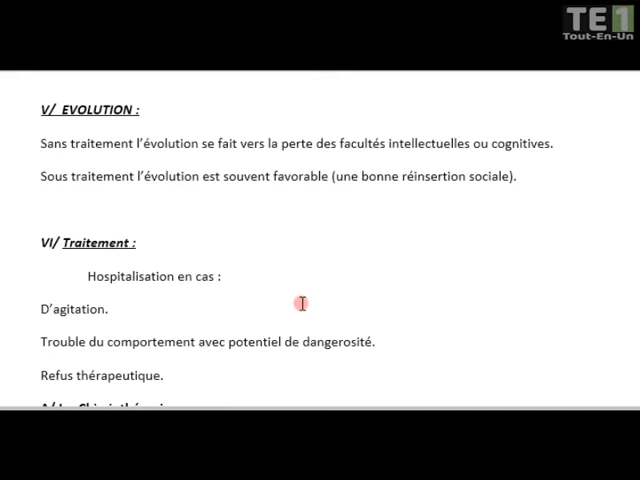 TE1
Tout-En-Un
V/ EVOLUTION :
Sans traitement l'évolution se fait vers la perte des facultés intellectuelles ou cognitives.
Sous traitement l'évolution est souvent favorable (une bonne réinsertion sociale).
VI/ Traitement :
Hospitalisation en cas :
D'agitation.
Trouble du comportement avec potentiel de dangerosité.
Refus thérapeutique.